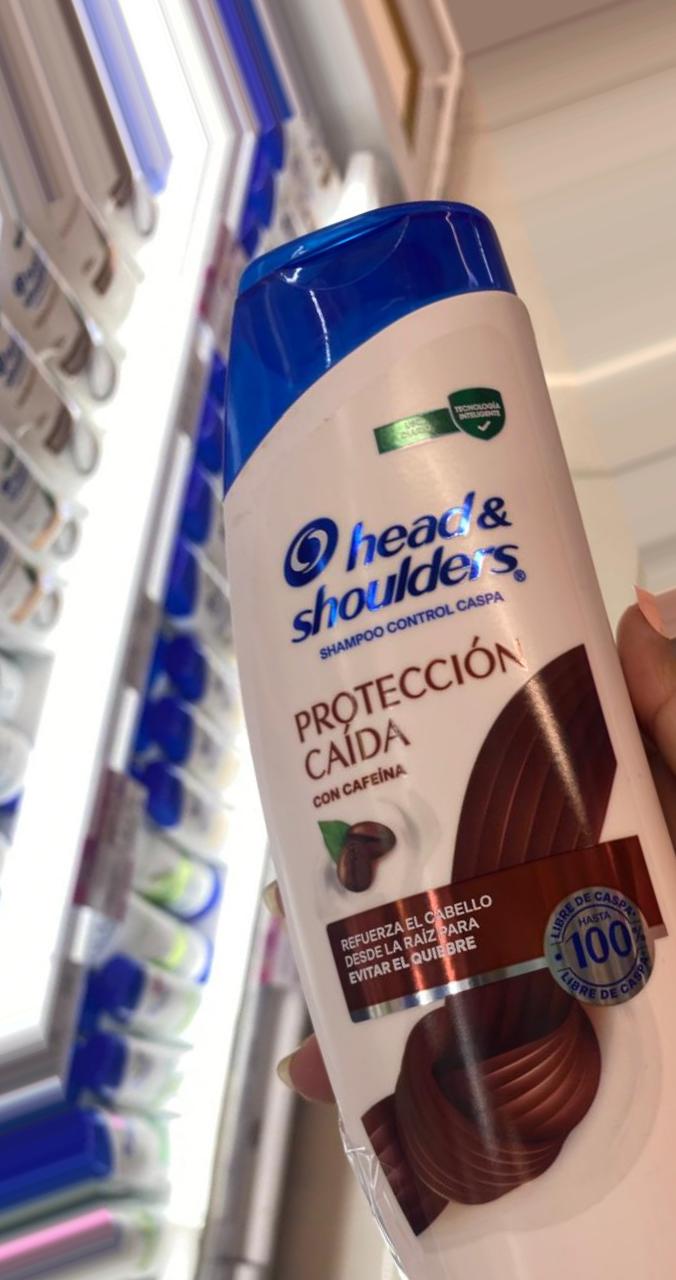 TECNOLOGÍA
INTELIGENTE
head &
shoulders®
SHAMPOO CONTROL CASPA
PROTECCIÓN
CAÍDA
CON CAFEÍNA
REFUERZA EL CABELLO
DESDE LA RAÍZ PARA
EVITAR EL QUIEBRE
LIBRE DE CASPA*
HASTA
100
LIBRE DE CASPA